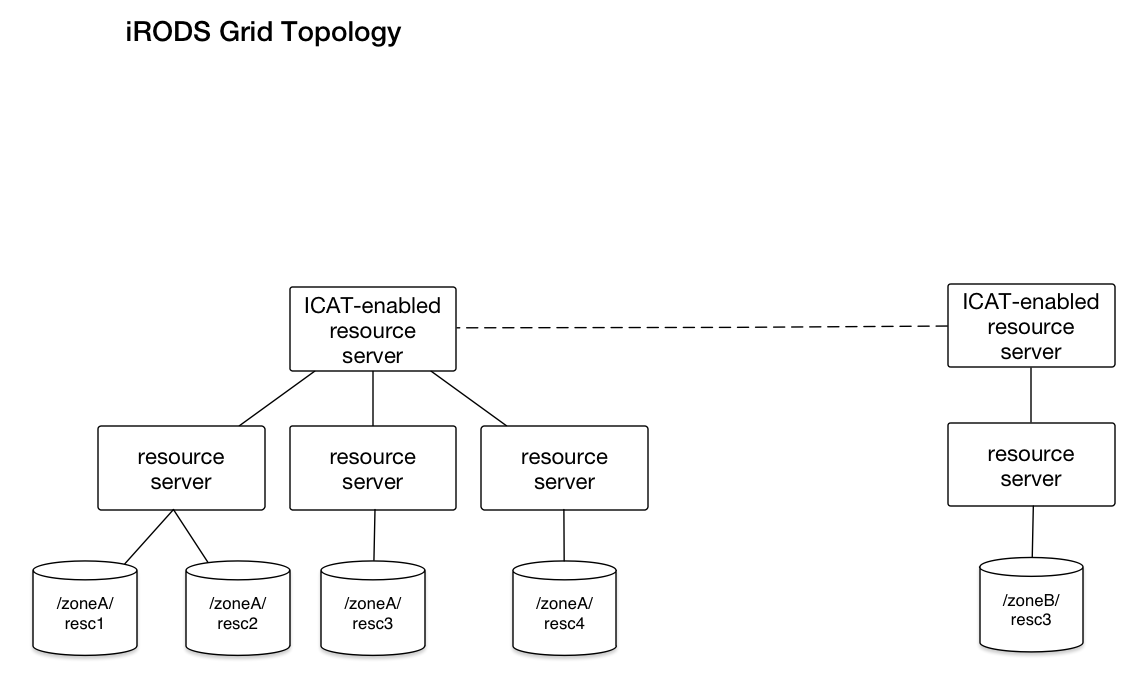 iRODS Grid Topology
ICAT-enabled
resource
server
ICAT-enabled
resource
server
resource
server
resource
server
resource
server
resource
server
/zoneA/
resc1
/zoneA/
resc2
/zoneA/
resc3
/zoneA/
resc4
/zoneB/
resc3